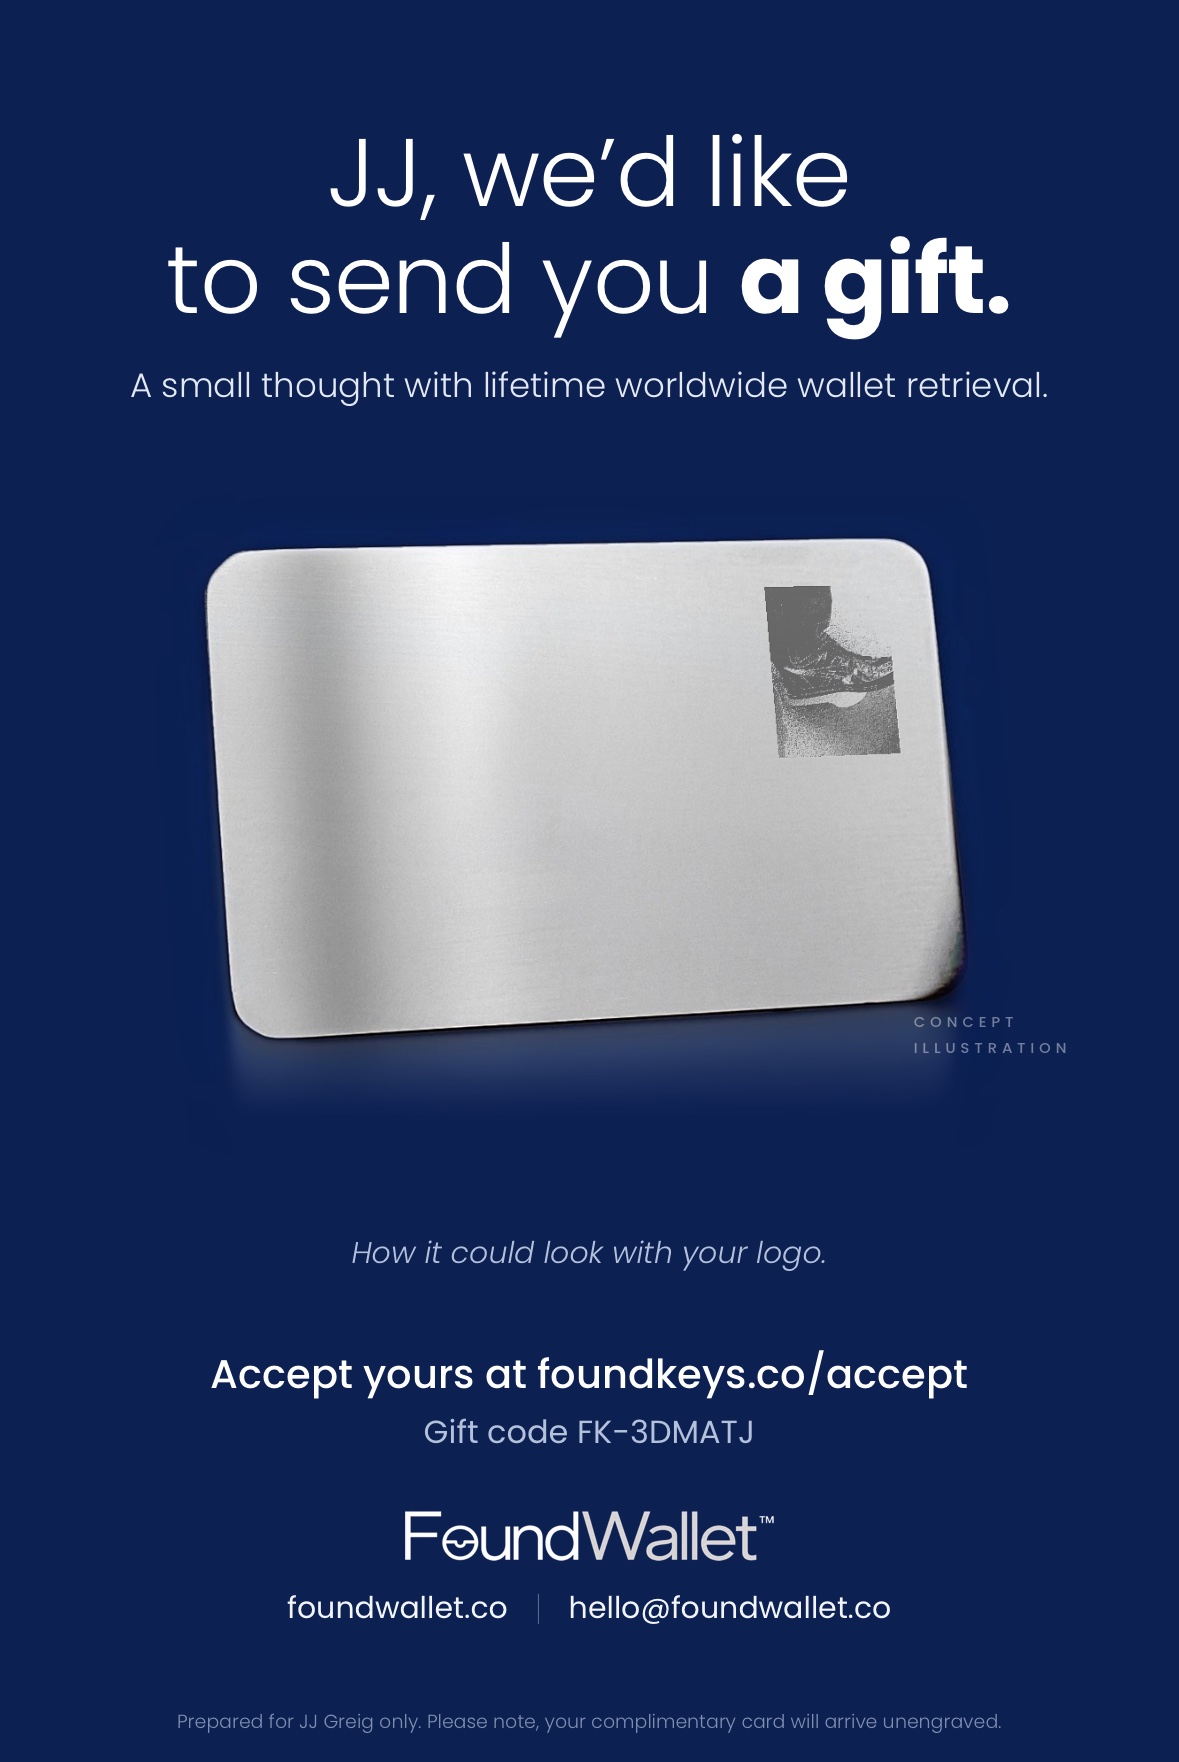 JJ, we’d like
to send you a gift.
A small thought with lifetime worldwide wallet retrieval.
CONCEPT
ILLUSTRATION
How it could look with your logo.
Accept yours at foundkeys.co/accept
Gift code FK-3DMATJ
FoundWallet™
foundwallet.co | hello@foundwallet.co
Prepared for JJ Greig only. Please note, your complimentary card will arrive unengraved.